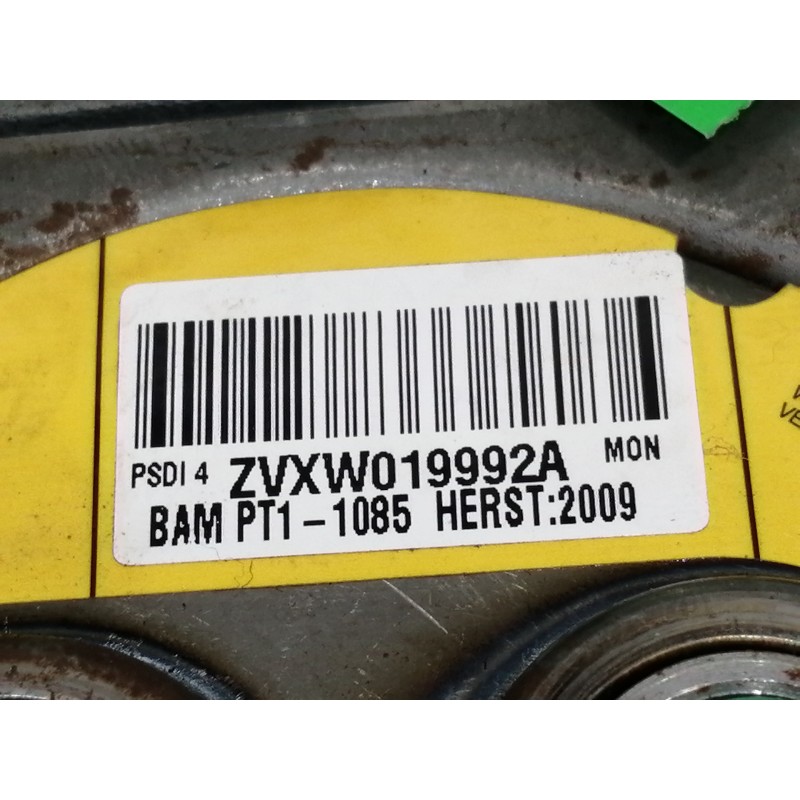 PSDI 4 ZVXW019992A MON
BAM PT1-1085 HERST:2009